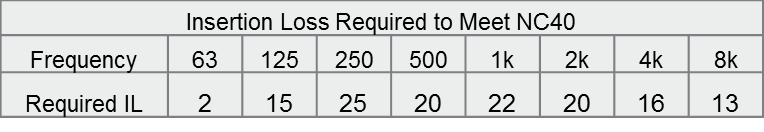 Insertion Loss Required to Meet NC40
Frequency 63 125 250 500 1k 2k 4k 8k
Required IL 2 15 25 20 22 20 16 13